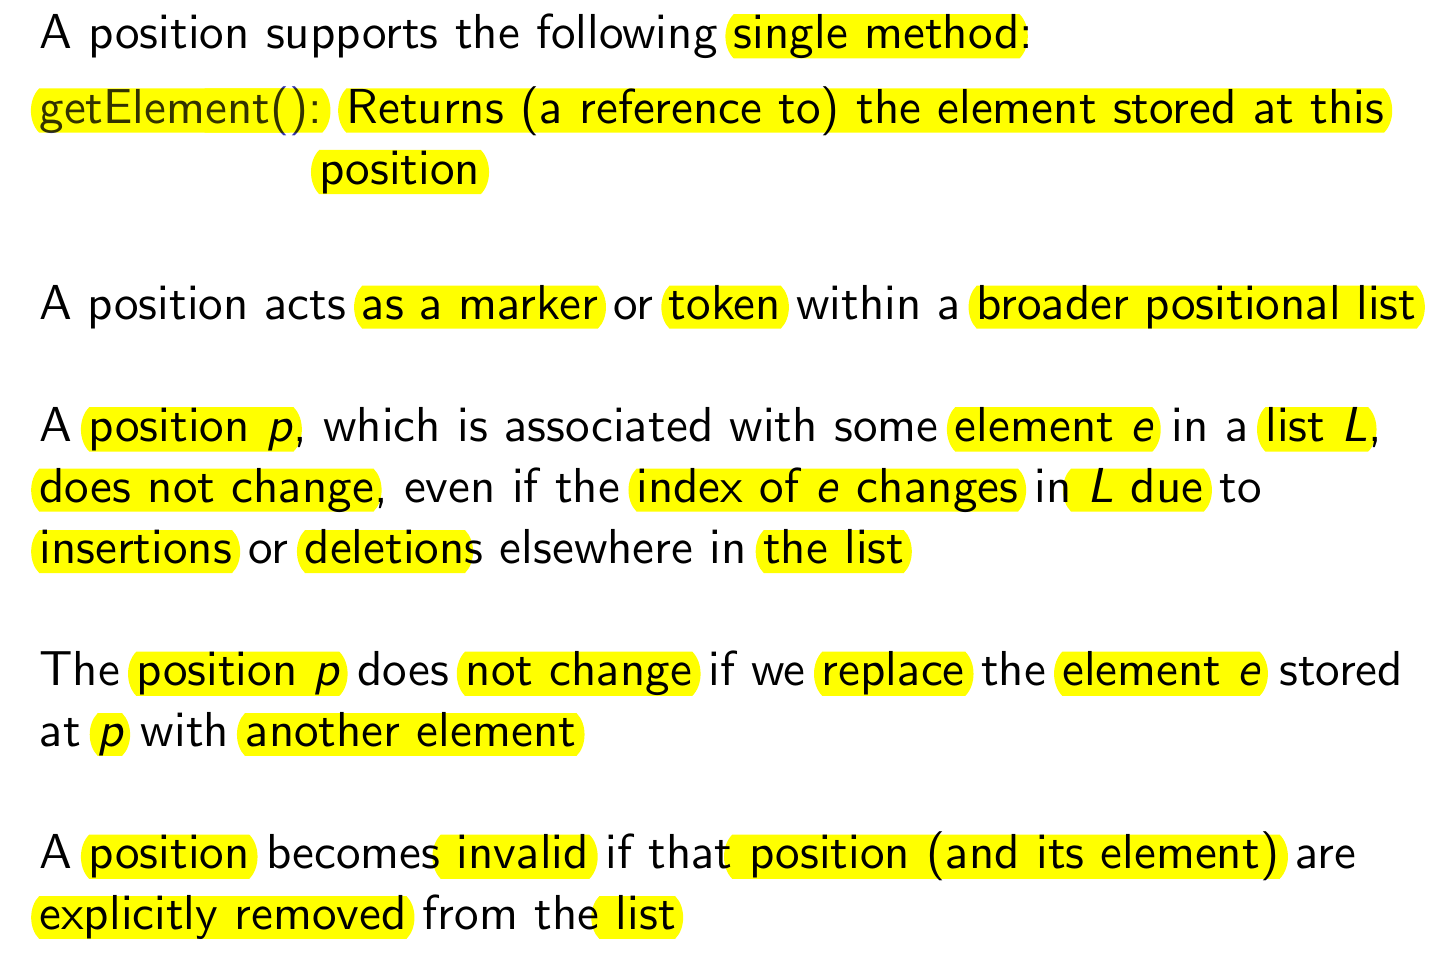 A position supports the following single method:
getElement(): Returns (a reference to) the element stored at this
position
A position acts as a marker or token within a broader positional list
A position p, which is associated with some element e in a list L,
does not change, even if the index of e changes in L due to
insertions or deletions elsewhere in the list
The position p does not change if we replace the element e stored
at p with another element
A position becomes invalid if that position (and its element) are
explicitly removed from the list